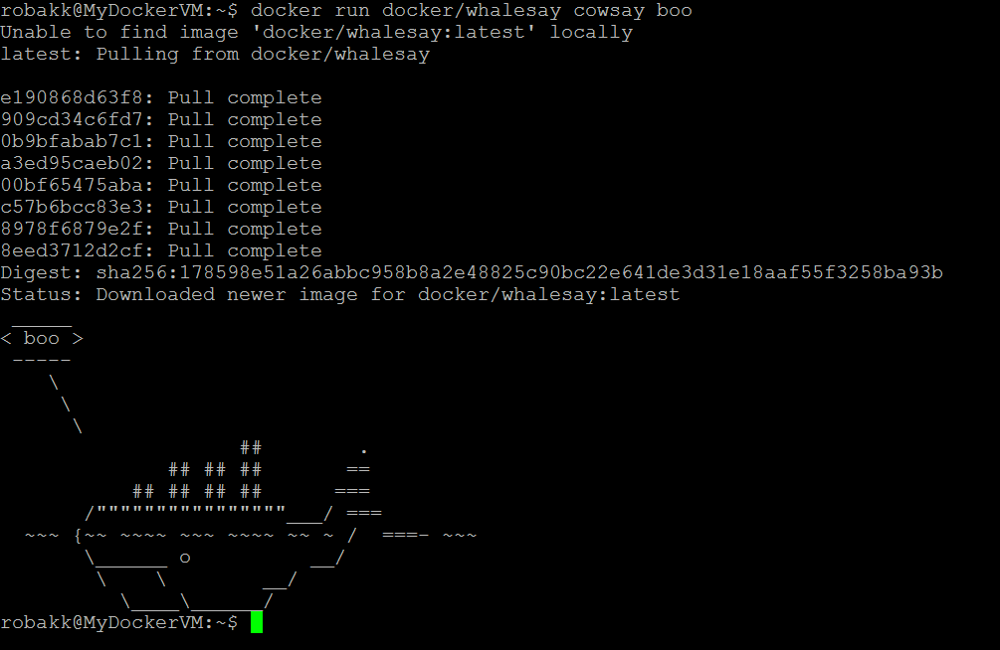 robakk@MyDockerVM:~$ docker run docker/whalesay cowsay boo
Unable to find image 'docker/whalesay:latest' locally
latest: Pulling from docker/whalesay

e190868d63f8: Pull complete
909cd34c6fd7: Pull complete
0b9bfabab7c1: Pull complete
a3ed95caeb02: Pull complete
00bf65475aba: Pull complete
c57b6bcc83e3: Pull complete
8978f6879e2f: Pull complete
8eed3712d2cf: Pull complete
Digest: sha256:178598e51a26abbc958b8a2e48825c90bc22e641de3d31e18aaf55f3258ba93b
Status: Downloaded newer image for docker/whalesay:latest
 _____
< boo >
 -----
    \
     \
      \
                    ##        .
              ## ## ##       ==
           ## ## ## ##      ===
       /""""""""""""""""___/ ===
  ~~~ {~~ ~~~~ ~~~ ~~~~ ~~ ~ /  ===- ~~~
       \______ o          __/
        \    \        __/
          \____\______/
robakk@MyDockerVM:~$